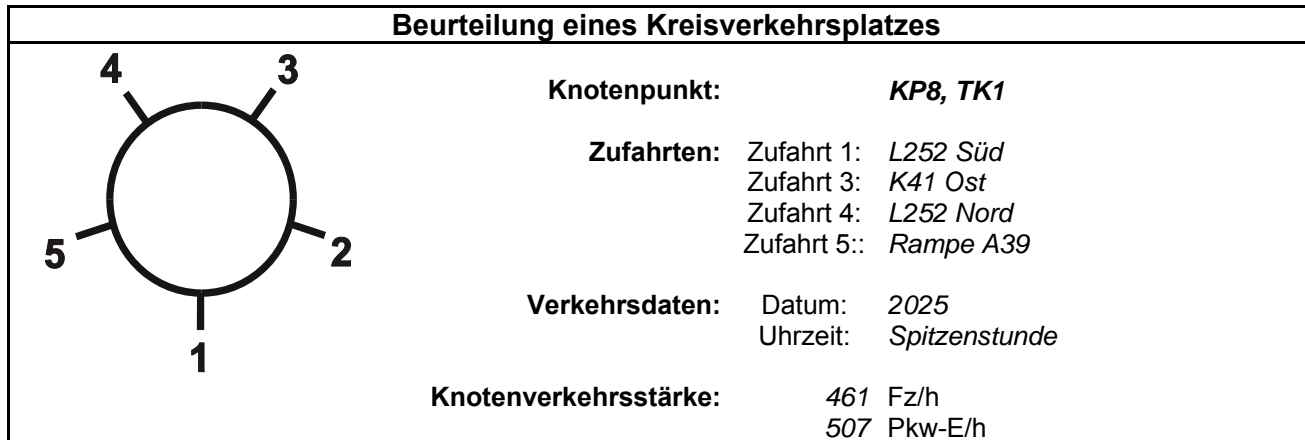 Beurteilung eines Kreisverkehrsplatzes
4
3
5
2
1
Knotenpunkt: KP8, TK1
Zufahrten: Zufahrt 1: L252 Süd
Zufahrt 3: K41 Ost
Zufahrt 4: L252 Nord
Zufahrt 5:: Rampe A39
Verkehrsdaten: Datum: 2025
Uhrzeit: Spitzenstunde
Knotenverkehrsstärke: 461 Fz/h
507 Pkw-E/h